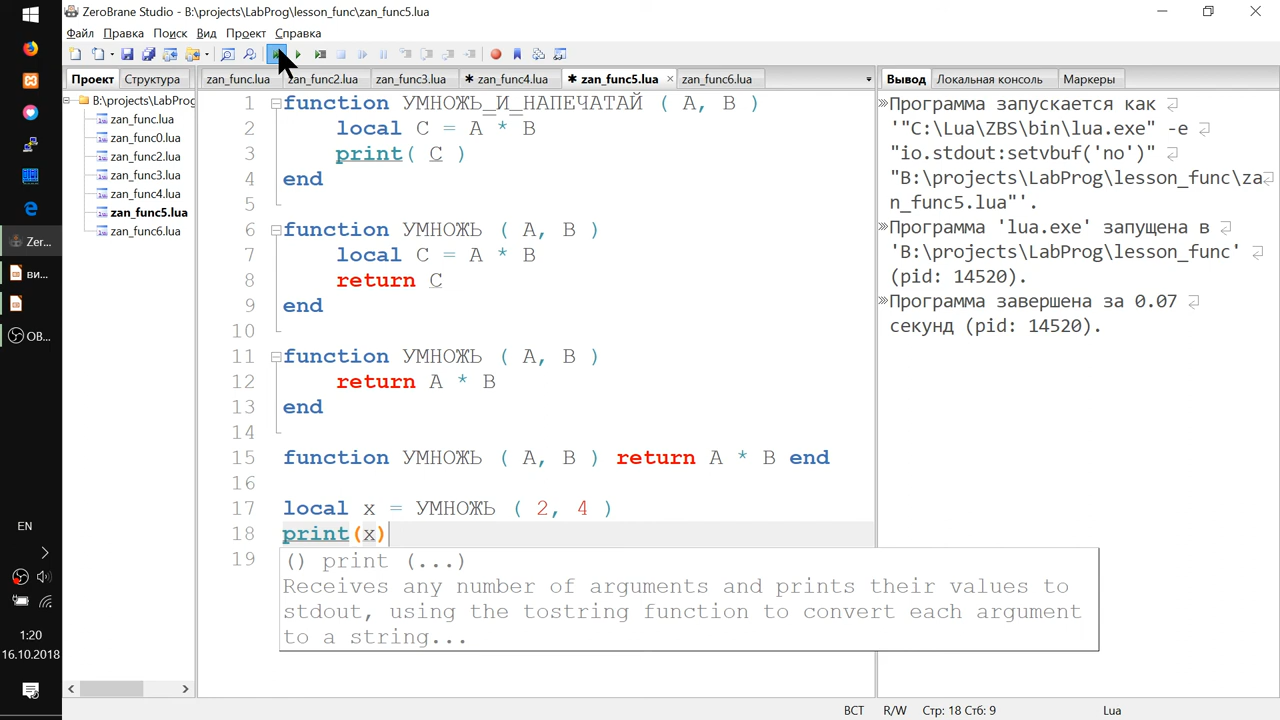 ZeroBrane Studio - B:\projects\LabProg\lesson_func\zan_func5.lua
Файл Правка Поиск Вид Проект Справка
Проект Структура
zan_func.lua zan_func2.lua zan_func3.lua zan_func4.lua zan_func5.lua zan_func6.lua
Вывод Локальная консоль Маркеры
B:\projects\LabProg
zan_func.lua
zan_func0.lua
zan_func2.lua
zan_func3.lua
zan_func4.lua
zan_func5.lua
zan_func6.lua
1 function УМНОЖЬ_И_НАПЕЧАТАЙ ( A, B )
2 local C = A * B
3 print( C )
4 end
5
6 function УМНОЖЬ ( A, B )
7 local C = A * B
8 return C
9 end
10
11 function УМНОЖЬ ( A, B )
12 return A * B
13 end
14
15 function УМНОЖЬ ( A, B ) return A * B end
16
17 local x = УМНОЖЬ ( 2, 4 )
18 print(x)
19
() print (...)
Receives any number of arguments and prints their values to
stdout, using the tostring function to convert each argument
to a string...
Программа запускается как
'"C:\Lua\ZBS\bin\lua.exe" -e
"io.stdout:setvbuf('no')"
"B:\projects\LabProg\lesson_func\za
n_func5.lua"'.
Программа 'lua.exe' запущена в
'B:\projects\LabProg\lesson_func'
(pid: 14520).
Программа завершена за 0.07
секунд (pid: 14520).
Zer...
ви...
OB...
EN
1:20
16.10.2018
ВСТ R/W Стр: 18 Стб: 9 Lua